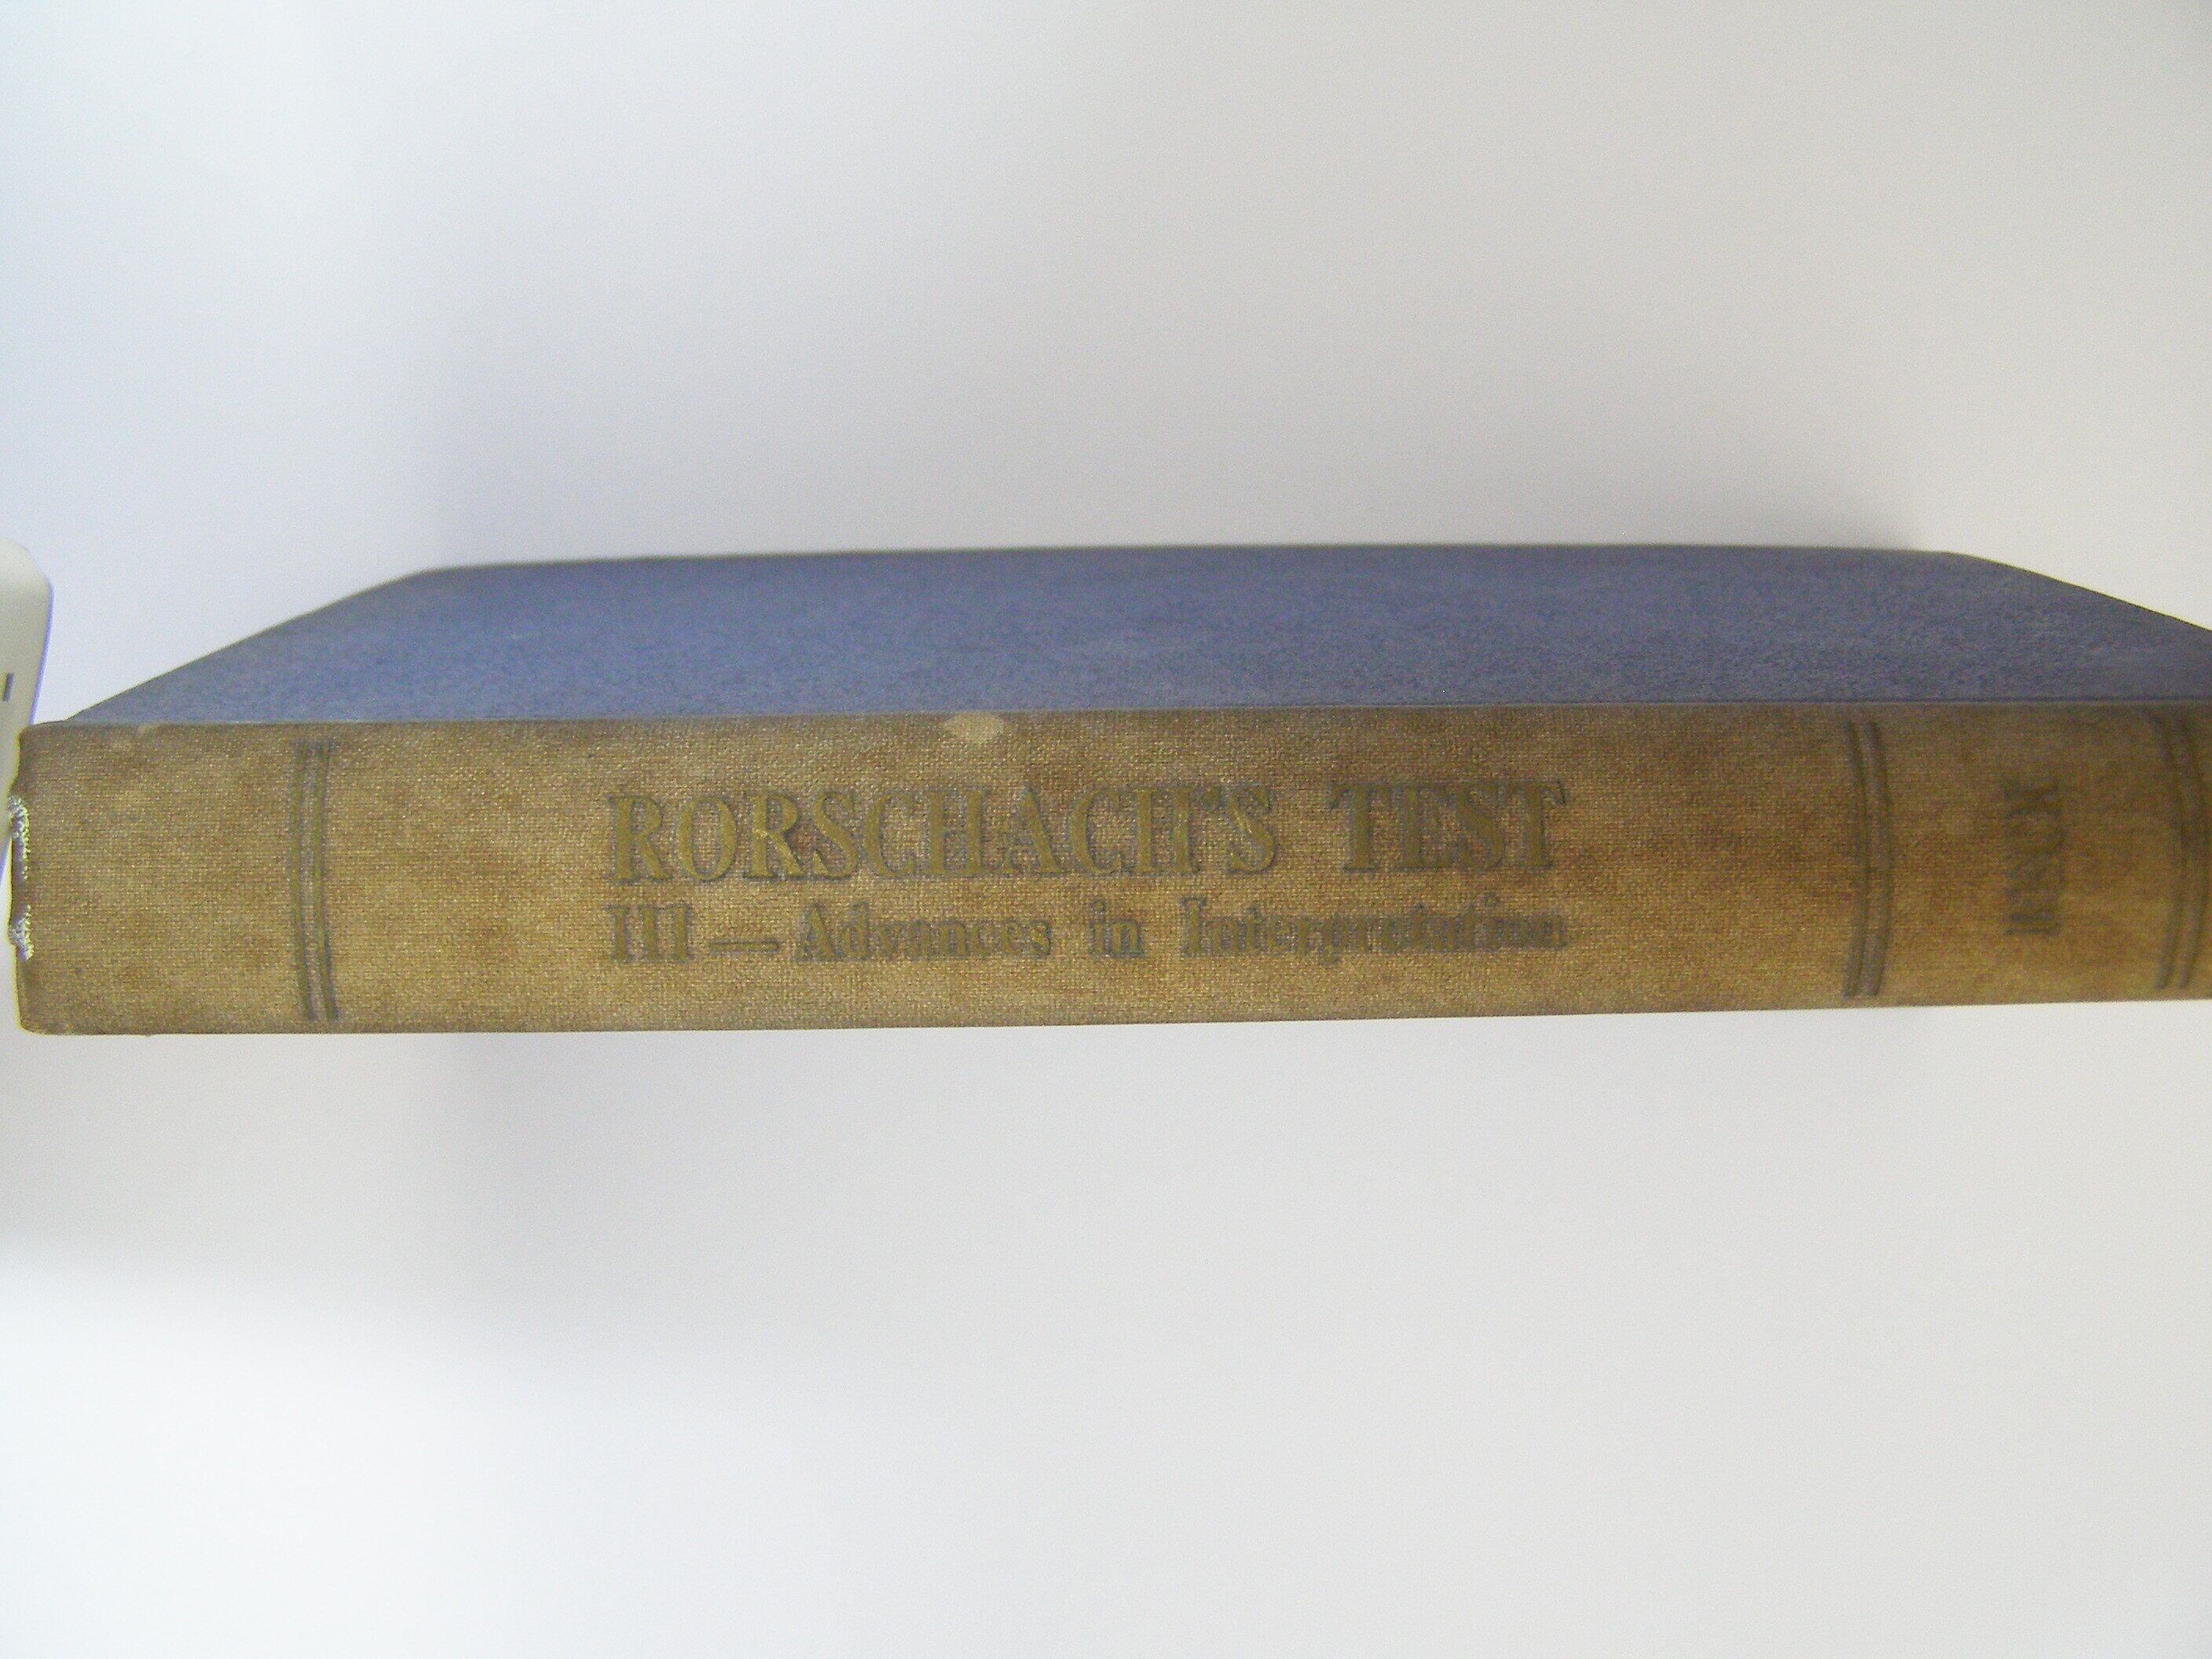 RORSCHACH'S TEST
III — Advances in Interpretation